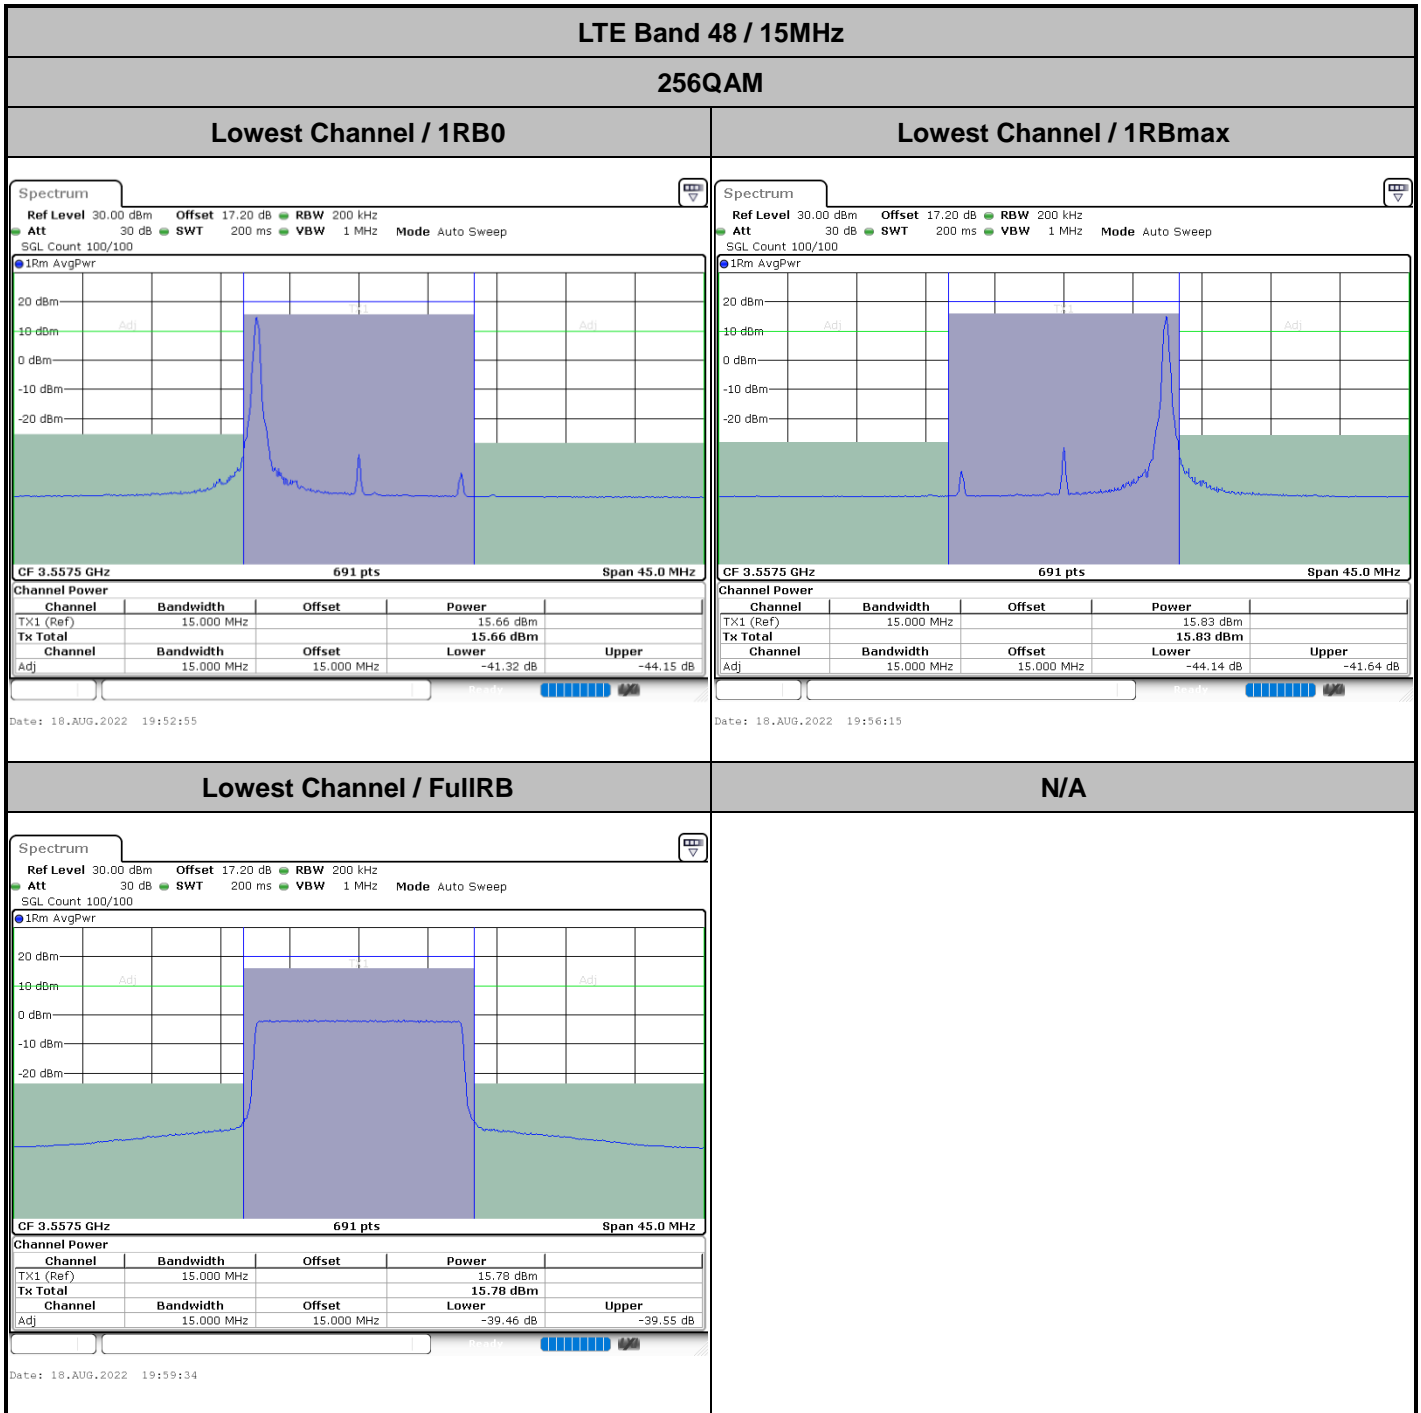 LTE Band 48 / 15MHz
256QAM
Lowest Channel / 1RB0
Lowest Channel / 1RBmax
Spectrum
Ref Level 30.00 dBm Offset 17.20 dB RBW 200 kHz
Att 30 dB SWT 200 ms VBW 1 MHz Mode Auto Sweep
SGL Count 100/100
1Rm AvgPwr
TX1
Adj
Adj
20 dBm
10 dBm
0 dBm
-10 dBm
-20 dBm
CF 3.5575 GHz 691 pts Span 45.0 MHz
Channel Power
Channel Bandwidth Offset Power
TX1 (Ref) 15.000 MHz 15.66 dBm
Tx Total 15.66 dBm
Channel Bandwidth Offset Lower Upper
Adj 15.000 MHz 15.000 MHz -41.32 dB -44.15 dB
Ready
Date: 18.AUG.2022 19:52:55
Spectrum
Ref Level 30.00 dBm Offset 17.20 dB RBW 200 kHz
Att 30 dB SWT 200 ms VBW 1 MHz Mode Auto Sweep
SGL Count 100/100
1Rm AvgPwr
TX1
Adj
Adj
20 dBm
10 dBm
0 dBm
-10 dBm
-20 dBm
CF 3.5575 GHz 691 pts Span 45.0 MHz
Channel Power
Channel Bandwidth Offset Power
TX1 (Ref) 15.000 MHz 15.83 dBm
Tx Total 15.83 dBm
Channel Bandwidth Offset Lower Upper
Adj 15.000 MHz 15.000 MHz -44.14 dB -41.64 dB
Ready
Date: 18.AUG.2022 19:56:15
Lowest Channel / FullRB
N/A
Spectrum
Ref Level 30.00 dBm Offset 17.20 dB RBW 200 kHz
Att 30 dB SWT 200 ms VBW 1 MHz Mode Auto Sweep
SGL Count 100/100
1Rm AvgPwr
TX1
Adj
Adj
20 dBm
10 dBm
0 dBm
-10 dBm
-20 dBm
CF 3.5575 GHz 691 pts Span 45.0 MHz
Channel Power
Channel Bandwidth Offset Power
TX1 (Ref) 15.000 MHz 15.78 dBm
Tx Total 15.78 dBm
Channel Bandwidth Offset Lower Upper
Adj 15.000 MHz 15.000 MHz -39.46 dB -39.55 dB
Ready
Date: 18.AUG.2022 19:59:34